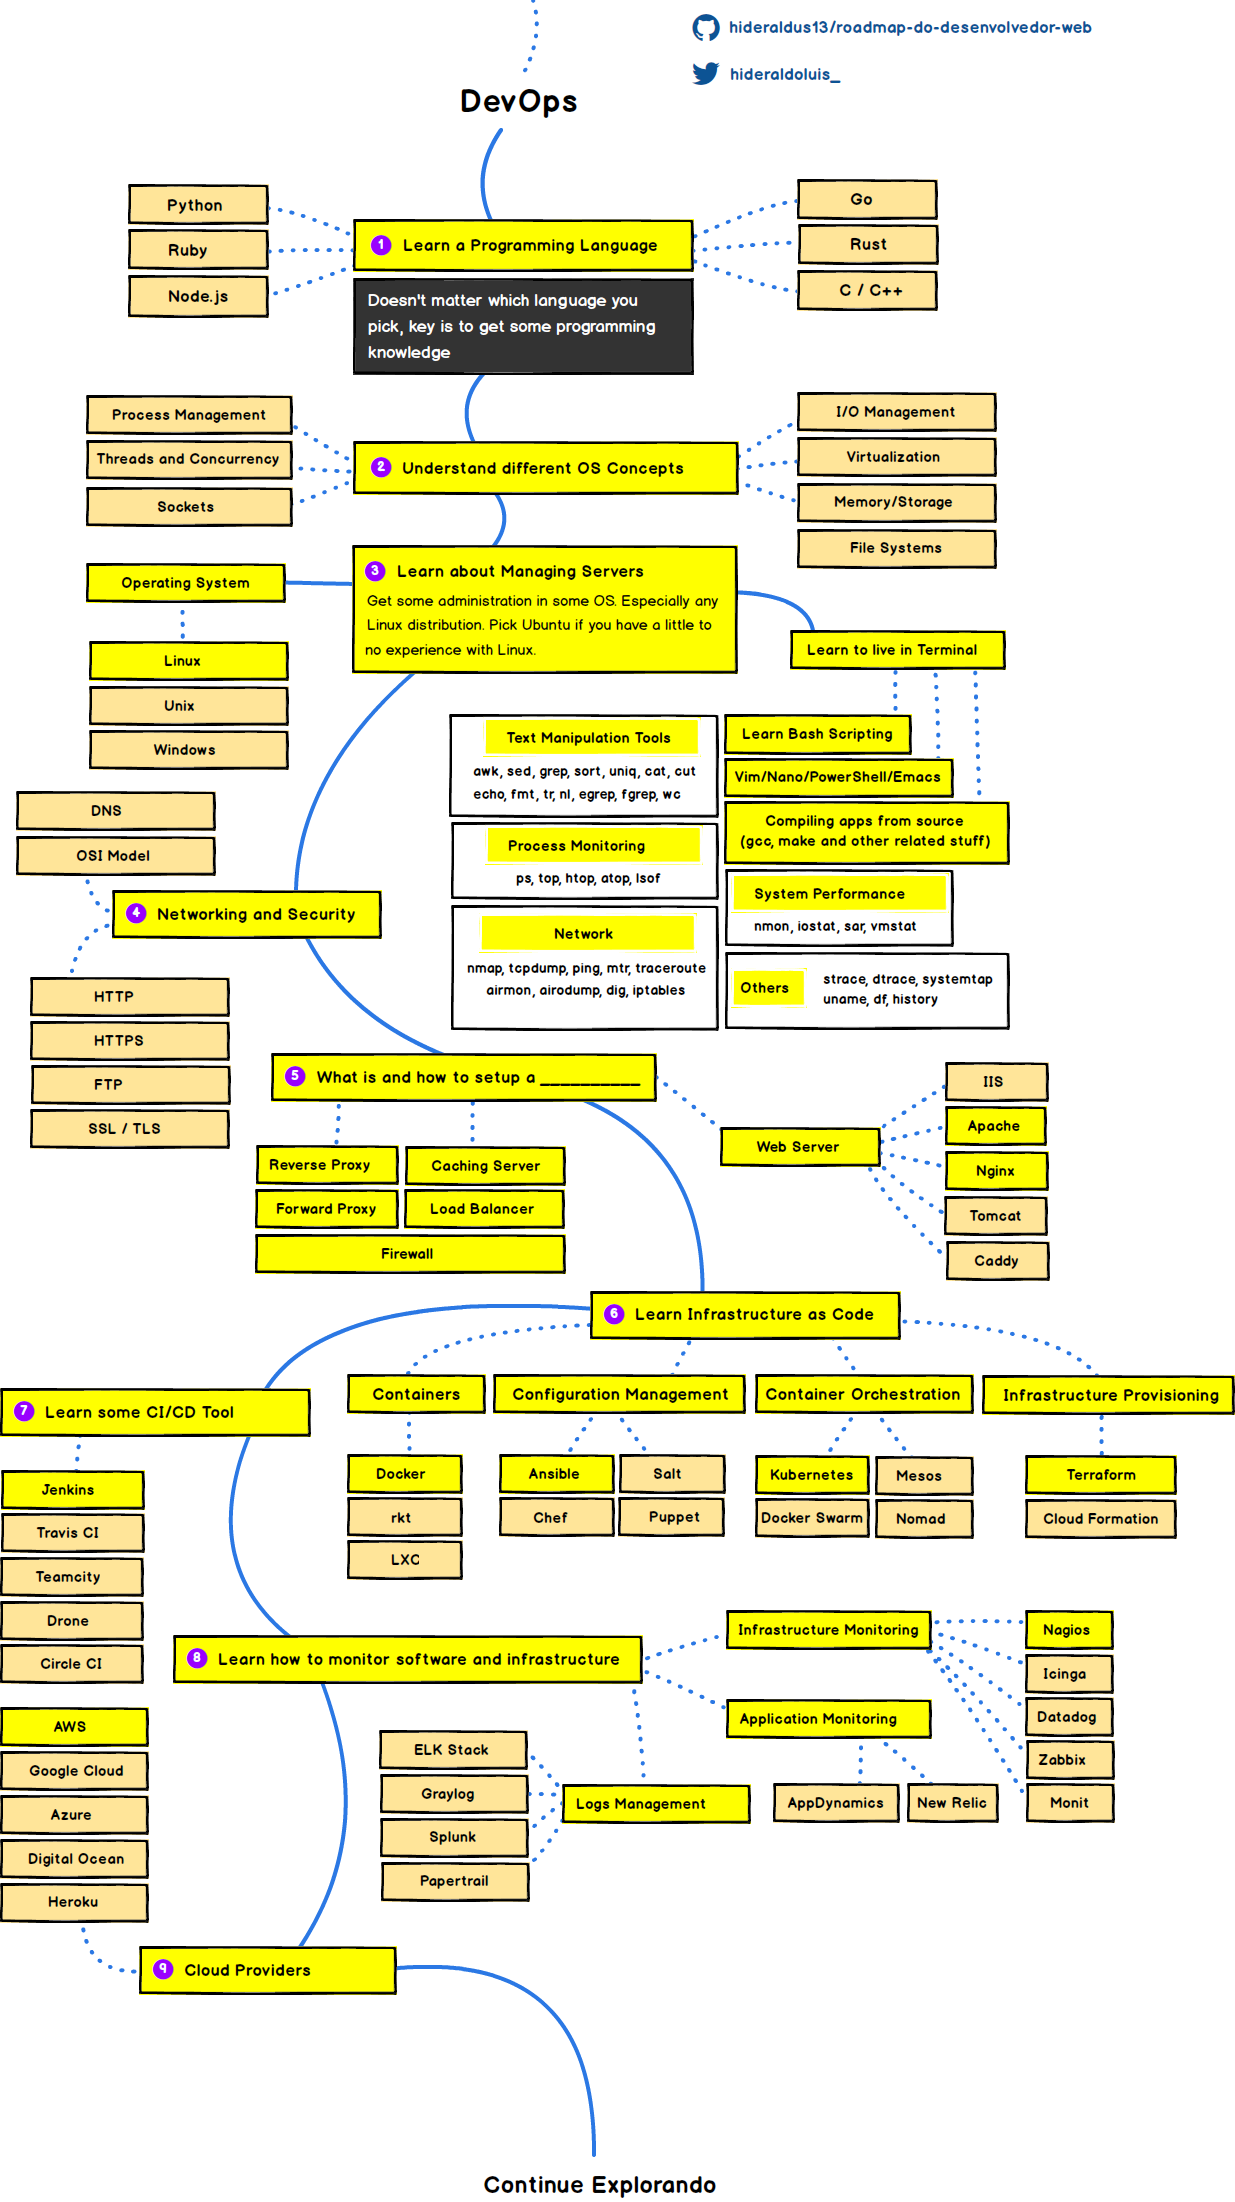 hideraldus13/roadmap-do-desenvolvedor-web
hideraldoluis_
DevOps
Python
Ruby
Node.js
1 Learn a Programming Language
Doesn't matter which language you
pick, key is to get some programming
knowledge
Go
Rust
C / C++
Process Management
Threads and Concurrency
Sockets
2 Understand different OS Concepts
I/O Management
Virtualization
Memory/Storage
File Systems
3 Learn about Managing Servers
Get some administration in some OS. Especially any
Linux distribution. Pick Ubuntu if you have a little to
no experience with Linux.
Operating System
Linux
Unix
Windows
Learn to live in Terminal
Text Manipulation Tools
awk, sed, grep, sort, uniq, cat, cut
echo, fmt, tr, nl, egrep, fgrep, wc
Process Monitoring
ps, top, htop, atop, lsof
Network
nmap, tcpdump, ping, mtr, traceroute
airmon, airodump, dig, iptables
Learn Bash Scripting
Vim/Nano/PowerShell/Emacs
Compiling apps from source
(gcc, make and other related stuff)
System Performance
nmon, iostat, sar, vmstat
Others
strace, dtrace, systemtap
uname, df, history
DNS
OSI Model
4 Networking and Security
HTTP
HTTPS
FTP
SSL / TLS
5 What is and how to setup a __________
Reverse Proxy
Caching Server
Forward Proxy
Load Balancer
Firewall
Web Server
IIS
Apache
Nginx
Tomcat
Caddy
6 Learn Infrastructure as Code
Containers
Docker
rkt
LXC
Configuration Management
Ansible
Salt
Chef
Puppet
Container Orchestration
Kubernetes
Mesos
Docker Swarm
Nomad
Infrastructure Provisioning
Terraform
Cloud Formation
7 Learn some CI/CD Tool
Jenkins
Travis CI
Teamcity
Drone
Circle CI
8 Learn how to monitor software and infrastructure
Infrastructure Monitoring
Nagios
Icinga
Datadog
Zabbix
Monit
Application Monitoring
AppDynamics
New Relic
Logs Management
ELK Stack
Graylog
Splunk
Papertrail
AWS
Google Cloud
Azure
Digital Ocean
Heroku
9 Cloud Providers
Continue Explorando